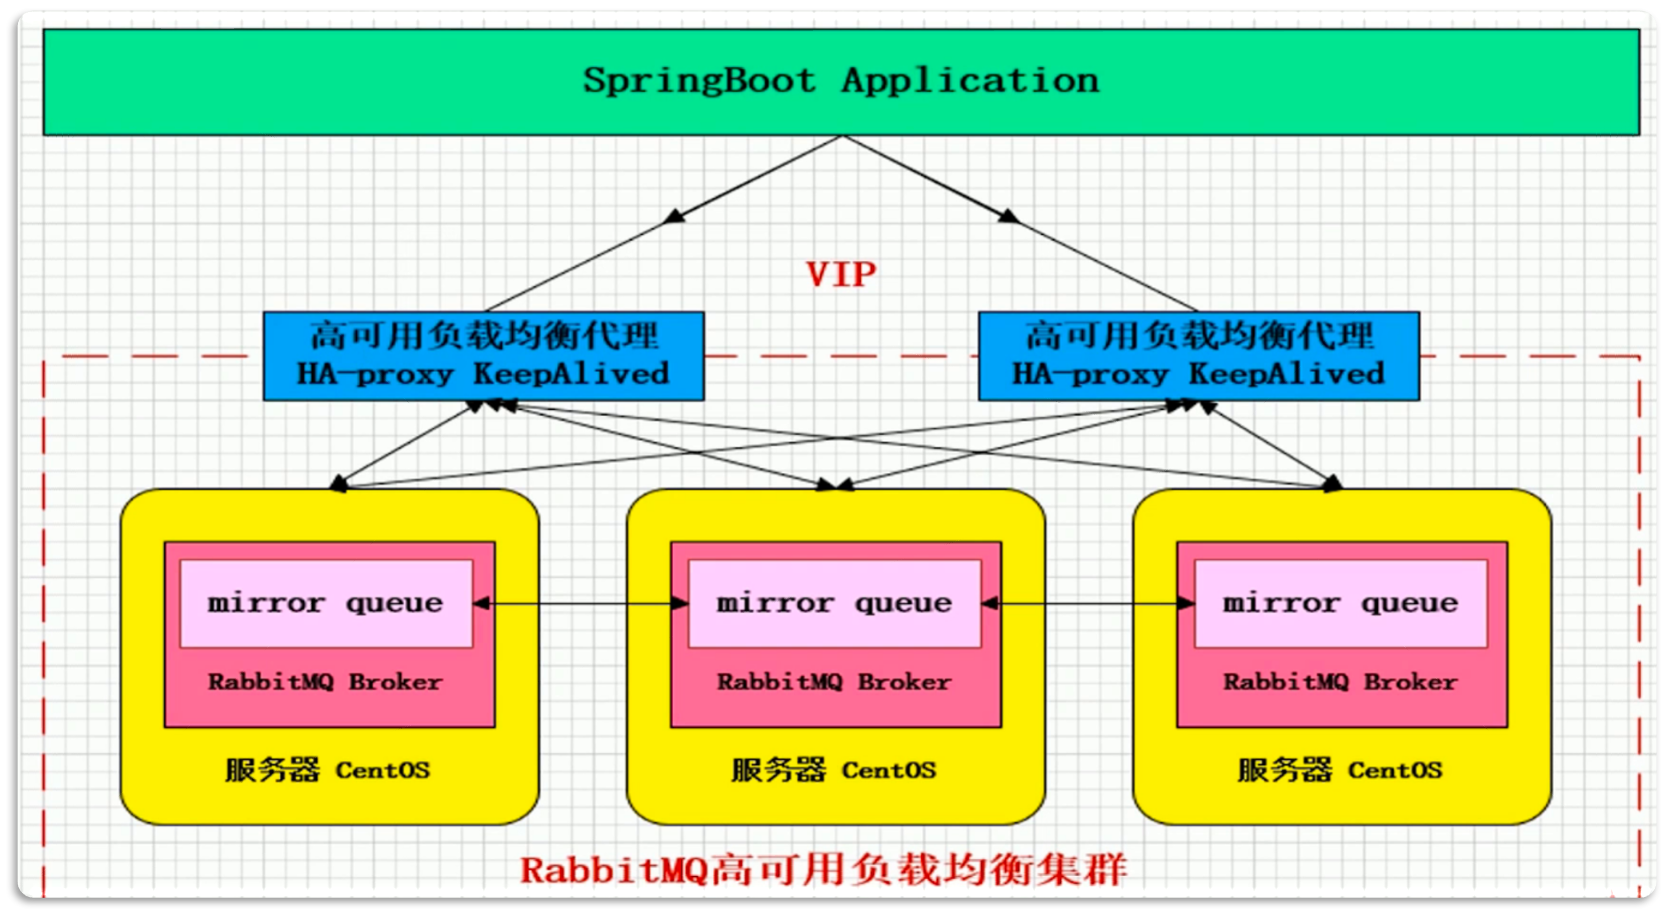 SpringBoot Application
VIP
高可用负载均衡代理
HA-proxy KeepAlived
高可用负载均衡代理
HA-proxy KeepAlived
mirror queue
RabbitMQ Broker
服务器 CentOS
mirror queue
RabbitMQ Broker
服务器 CentOS
mirror queue
RabbitMQ Broker
服务器 CentOS
RabbitMQ高可用负载均衡集群